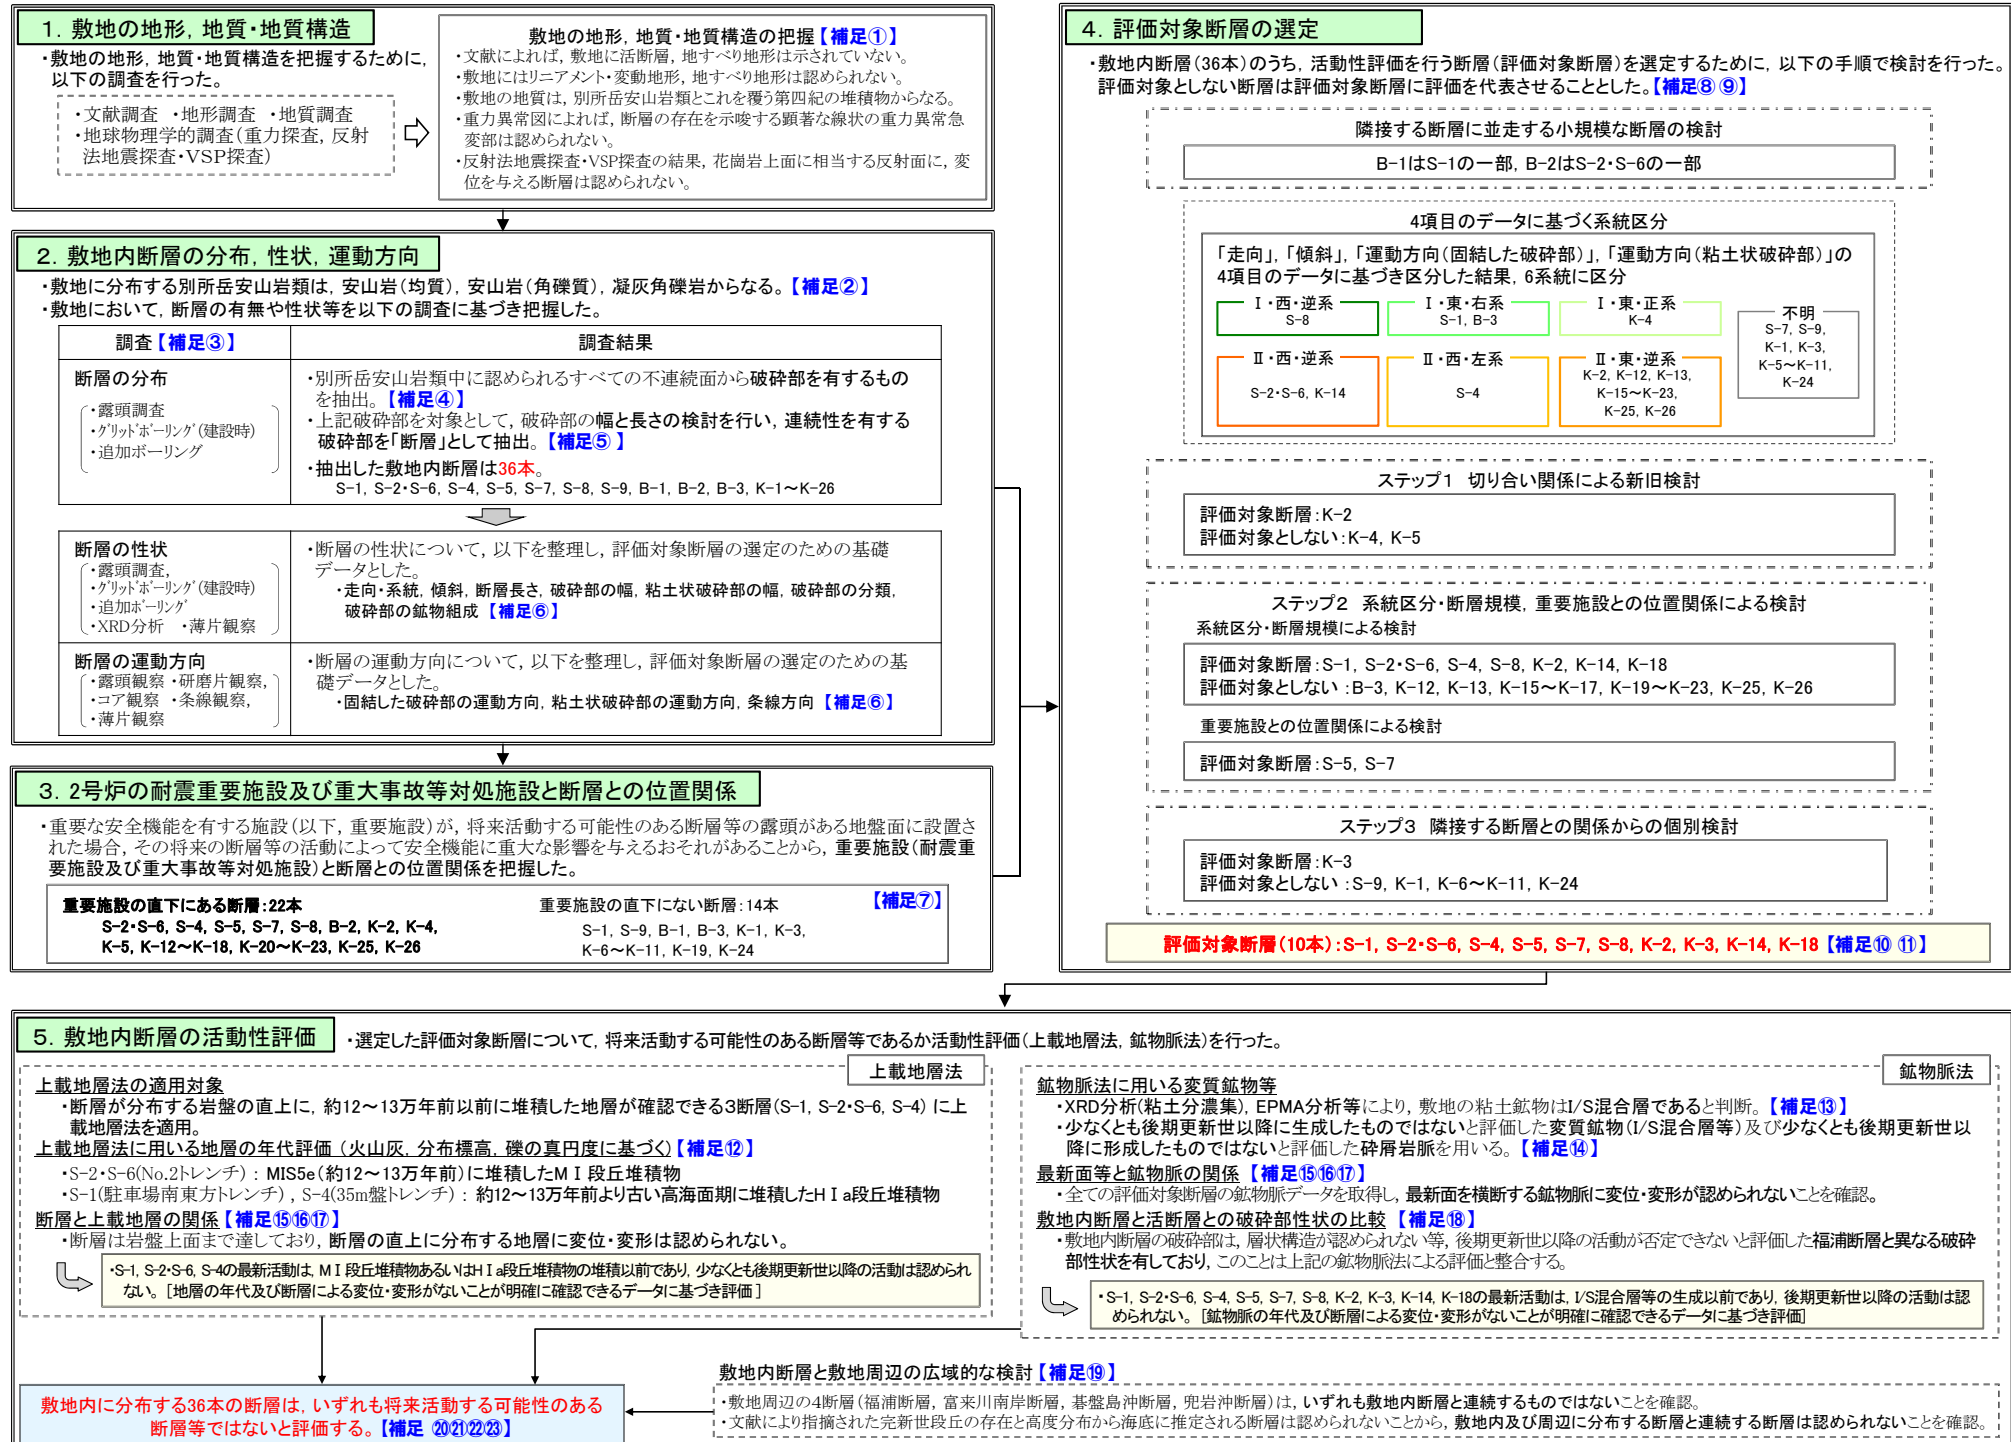 1．敷地の地形，地質・地質構造
・敷地の地形，地質・地質構造を把握するために，
以下の調査を行った。
・文献調査 ・地形調査 ・地質調査
・地球物理学的調査（重力探査，反射
法地震探査・VSP探査）
敷地の地形，地質・地質構造の把握【補足①】
・文献によれば，敷地に活断層，地すべり地形は示されていない。
・敷地にはリニアメント・変動地形，地すべり地形は認められない。
・敷地の地質は，別所岳安山岩類とこれを覆う第四紀の堆積物からなる。
・重力異常図によれば，断層の存在を示唆する顕著な線状の重力異常急
変部は認められない。
・反射法地震探査・VSP探査の結果，花崗岩上面に相当する反射面に，変
位を与える断層は認められない。
2．敷地内断層の分布，性状，運動方向
・敷地に分布する別所岳安山岩類は，安山岩（均質），安山岩（角礫質），凝灰角礫岩からなる。【補足②】
・敷地において，断層の有無や性状等を以下の調査に基づき把握した。
調査【補足③】
調査結果
断層の分布
・露頭調査
・グリッドボーリング（建設時）
・追加ボーリング
・別所岳安山岩類中に認められるすべての不連続面から破砕部を有するもの
を抽出。【補足④】
・上記破砕部を対象として，破砕部の幅と長さの検討を行い，連続性を有する
破砕部を「断層」として抽出。【補足⑤ 】
・抽出した敷地内断層は36本。
S-1, S-2・S-6, S-4, S-5, S-7, S-8, S-9, B-1, B-2, B-3, K-1～K-26
断層の性状
・露頭調査，
・グリッドボーリング（建設時）
・追加ボーリング
・XRD分析 ・薄片観察
・断層の性状について，以下を整理し，評価対象断層の選定のための基礎
データとした。
・走向・系統，傾斜，断層長さ，破砕部の幅，粘土状破砕部の幅，破砕部の分類，
破砕部の鉱物組成 【補足⑥】
断層の運動方向
・露頭観察 ・研磨片観察，
・コア観察 ・条線観察，
・薄片観察
・断層の運動方向について，以下を整理し，評価対象断層の選定のための基
礎データとした。
・固結した破砕部の運動方向，粘土状破砕部の運動方向，条線方向 【補足⑥】
3．2号炉の耐震重要施設及び重大事故等対処施設と断層との位置関係
・重要な安全機能を有する施設（以下，重要施設）が，将来活動する可能性のある断層等の露頭がある地盤面に設置さ
れた場合，その将来の断層等の活動によって安全機能に重大な影響を与えるおそれがあることから，重要施設（耐震重
要施設及び重大事故等対処施設）と断層との位置関係を把握した。
【補足⑦】
重要施設の直下にある断層：22本
S-2・S-6, S-4, S-5, S-7, S-8, B-2, K-2, K-4,
K-5, K-12～K-18, K-20～K-23, K-25, K-26
重要施設の直下にない断層：14本
S-1, S-9, B-1, B-3, K-1, K-3,
K-6～K-11, K-19, K-24
4．評価対象断層の選定
・敷地内断層（36本）のうち，活動性評価を行う断層（評価対象断層）を選定するために，以下の手順で検討を行った。
評価対象としない断層は評価対象断層に評価を代表させることとした。【補足⑧⑨】
隣接する断層に並走する小規模な断層の検討
B-1はS-1の一部，B-2はS-2・S-6の一部
4項目のデータに基づく系統区分
「走向」，「傾斜」，「運動方向（固結した破砕部）」，「運動方向（粘土状破砕部）」の
4項目のデータに基づき区分した結果，6系統に区分
Ⅰ・西・逆系
S-8
Ⅰ・東・右系
S-1, B-3
Ⅰ・東・正系
K-4
不明
S-7, S-9,
K-1, K-3,
K-5～K-11,
K-24
Ⅱ・西・逆系
S-2・S-6, K-14
Ⅱ・西・左系
S-4
Ⅱ・東・逆系
K-2, K-12, K-13,
K-15～K-23,
K-25, K-26
ステップ1 切り合い関係による新旧検討
評価対象断層：K-2
評価対象としない：K-4, K-5
ステップ2 系統区分・断層規模，重要施設との位置関係による検討
系統区分・断層規模による検討
評価対象断層：S-1, S-2・S-6, S-4, S-8, K-2, K-14, K-18
評価対象としない ：B-3, K-12, K-13, K-15～K-17, K-19～K-23, K-25, K-26
重要施設との位置関係による検討
評価対象断層：S-5, S-7
ステップ3 隣接する断層との関係からの個別検討
評価対象断層：K-3
評価対象としない ：S-9, K-1, K-6～K-11, K-24
評価対象断層（10本）：S-1, S-2・S-6, S-4, S-5, S-7, S-8, K-2, K-3, K-14, K-18【補足⑩ ⑪】
5．敷地内断層の活動性評価
・選定した評価対象断層について，将来活動する可能性のある断層等であるか活動性評価（上載地層法，鉱物脈法）を行った。
上載地層法
上載地層法の適用対象
・断層が分布する岩盤の直上に，約12～13万年前以前に堆積した地層が確認できる3断層（S-1, S-2・S-6, S-4）に上
載地層法を適用。
上載地層法に用いる地層の年代評価（火山灰，分布標高，礫の真円度に基づく）【補足⑫】
・S-2・S-6(No.2トレンチ）：MIS5e（約12～13万年前）に堆積したMⅠ段丘堆積物
・S-1（駐車場南東方トレンチ），S-4（35m盤トレンチ）：約12～13万年前より古い高海面期に堆積したHⅠa段丘堆積物
断層と上載地層の関係【補足⑮⑯⑰】
・断層は岩盤上面まで達しており，断層の直上に分布する地層に変位・変形は認められない。
・S-1, S-2・S-6, S-4の最新活動は，MⅠ段丘堆積物あるいはHⅠa段丘堆積物の堆積以前であり，少なくとも後期更新世以降の活動は認められ
ない。［地層の年代及び断層による変位・変形がないことが明確に確認できるデータに基づき評価］
鉱物脈法
鉱物脈法に用いる変質鉱物等
・XRD分析（粘土分濃集），EPMA分析等により，敷地の粘土鉱物はI/S混合層であると判断。【補足⑬】
・少なくとも後期更新世以降に生成したものではないと評価した変質鉱物（I/S混合層等）及び少なくとも後期更新世以
降に形成したものではないと評価した砕屑岩脈を用いる。【補足⑭】
最新面等と鉱物脈の関係 【補足⑮⑯⑰】
・全ての評価対象断層の鉱物脈データを取得し，最新面を横断する鉱物脈に変位・変形が認められないことを確認。
敷地内断層と活断層との破砕部性状の比較 【補足⑱】
・敷地内断層の破砕部は，層状構造が認められない等，後期更新世以降の活動が否定できないと評価した福浦断層と異なる破砕
部性状を有しており，このことは上記の鉱物脈法による評価と整合する。
・S-1, S-2・S-6, S-4, S-5, S-7, S-8, K-2, K-3, K-14, K-18の最新活動は，I/S混合層等の生成以前であり，後期更新世以降の活動は認
められない。［鉱物脈の年代及び断層による変位・変形がないことが明確に確認できるデータに基づき評価］
敷地内断層と敷地周辺の広域的な検討【補足⑲】
・敷地周辺の4断層（福浦断層，富来川南岸断層，碁盤島沖断層，兜岩沖断層）は，いずれも敷地内断層と連続するものではないことを確認。
・文献により指摘された完新世段丘の存在と高度分布から海底に推定される断層は認められないことから，敷地内及び周辺に分布する断層と連続する断層は認められないことを確認。
敷地内に分布する36本の断層は，いずれも将来活動する可能性のある
断層等ではないと評価する。【補足 ⑳㉑㉒㉓】